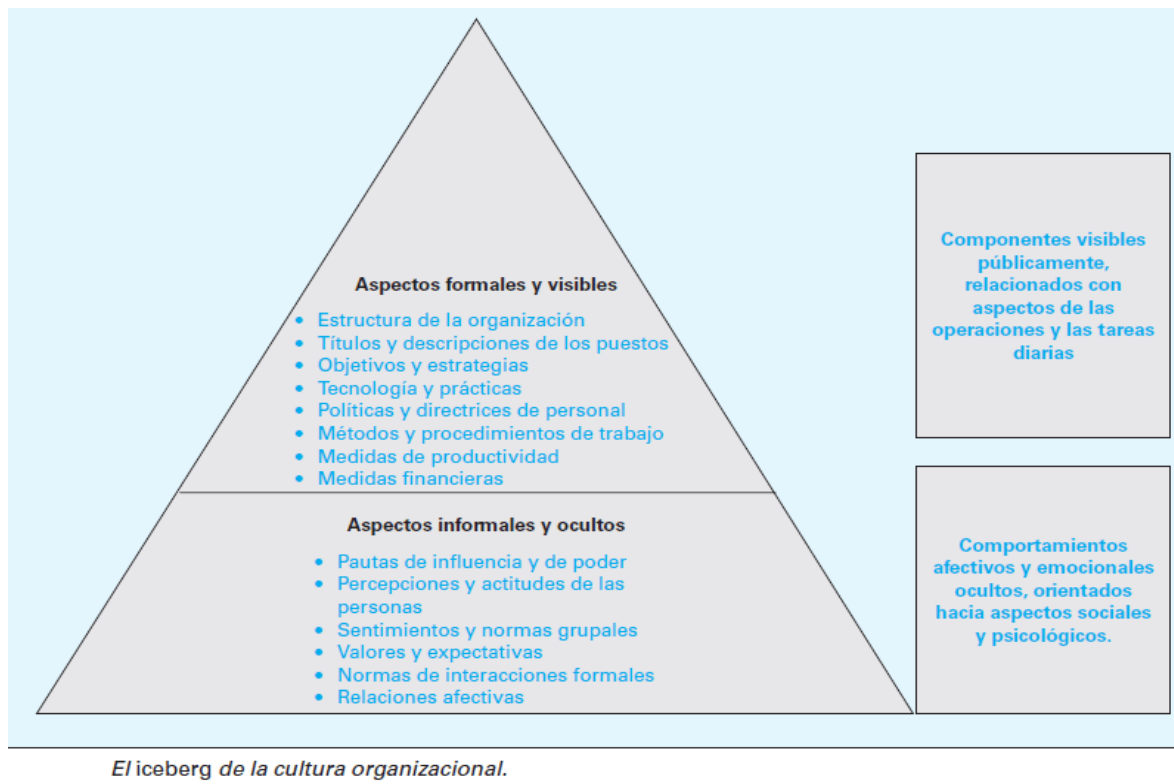 Aspectos formales y visibles
• Estructura de la organización
• Títulos y descripciones de los puestos
• Objetivos y estrategias
• Tecnología y prácticas
• Políticas y directrices de personal
• Métodos y procedimientos de trabajo
• Medidas de productividad
• Medidas financieras
Componentes visibles
públicamente,
relacionados con
aspectos de las
operaciones y las tareas
diarias
Aspectos informales y ocultos
• Pautas de influencia y de poder
• Percepciones y actitudes de las
personas
• Sentimientos y normas grupales
• Valores y expectativas
• Normas de interacciones formales
• Relaciones afectivas
Comportamientos
afectivos y emocionales
ocultos, orientados
hacia aspectos sociales
y psicológicos.
El iceberg de la cultura organizacional.